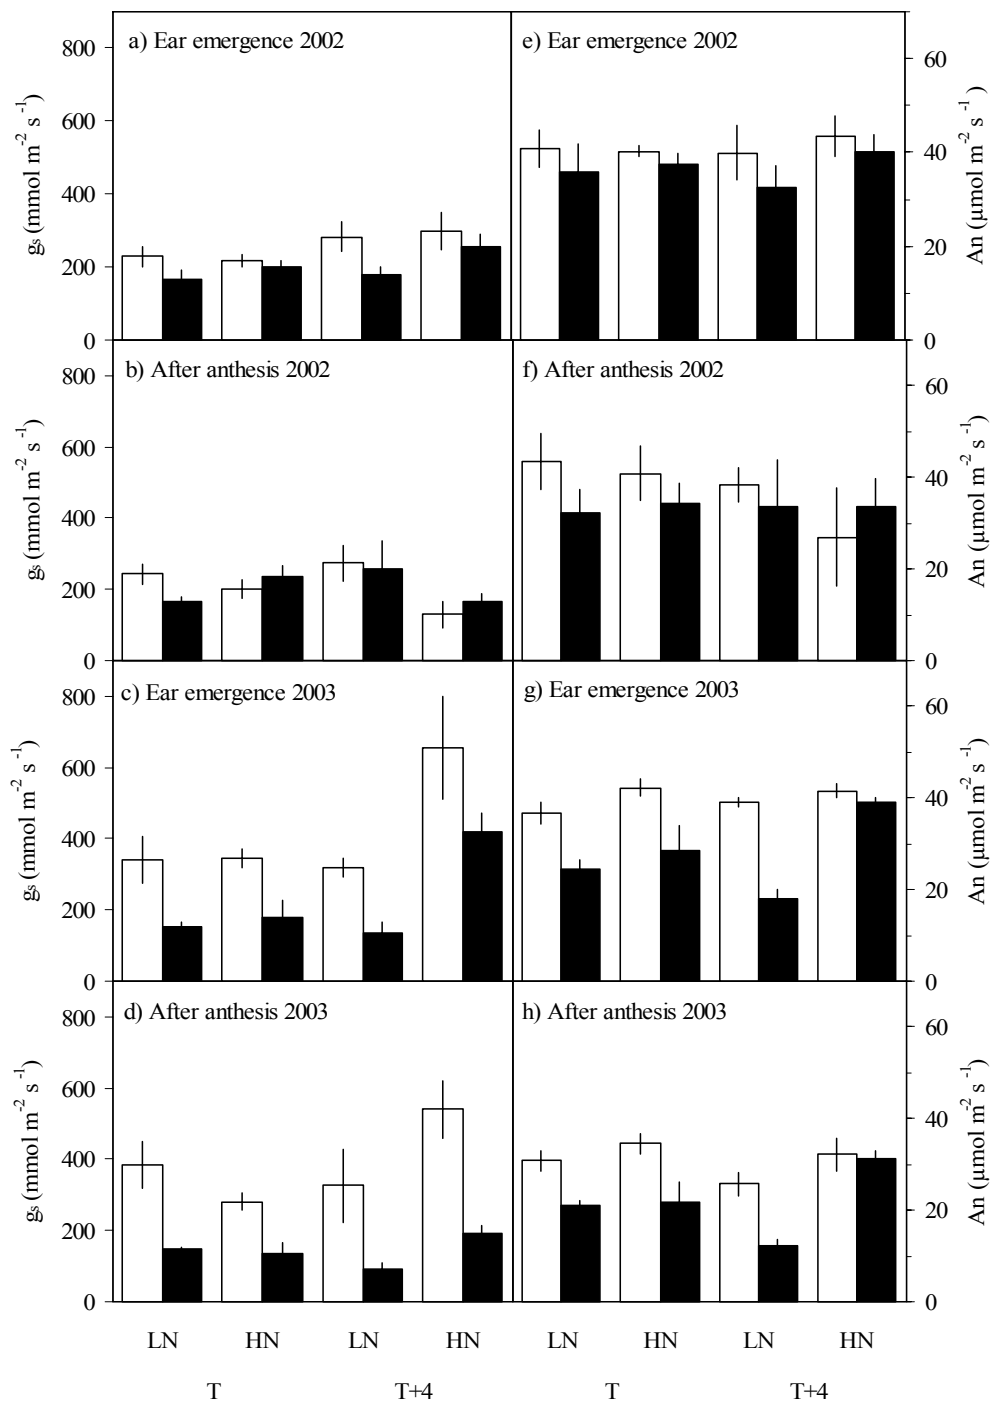 a) Ear emergence 2002
e) Ear emergence 2002
800
600
400
200
0
gs (mmol m-2 s -1)
60
40
20
0
An (µmol m-2 s-1)
b) After anthesis 2002
f) After anthesis 2002
800
600
400
200
0
gs (mmol m-2 s -1)
60
40
20
0
An (µmol m-2 s-1)
c) Ear emergence 2003
g) Ear emergence 2003
800
600
400
200
0
gs (mmol m-2 s -1)
60
40
20
0
An (µmol m-2 s-1)
d) After anthesis 2003
h) After anthesis 2003
800
600
400
200
0
gs (mmol m-2 s -1)
60
40
20
0
An (µmol m-2 s-1)
LN HN LN HN LN HN LN HN
T T+4 T T+4